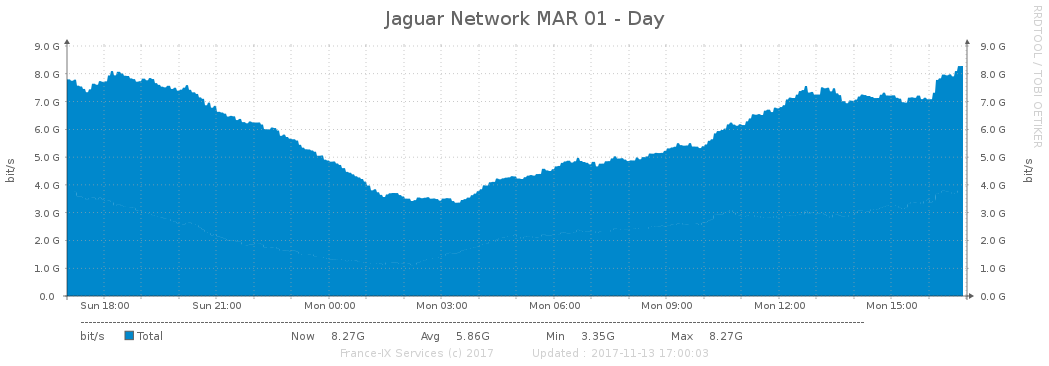 Jaguar Network MAR 01 - Day
RRDTOOL / TOBI OETIKER
9.0 G 9.0 G
8.0 G 8.0 G
7.0 G 7.0 G
6.0 G 6.0 G
5.0 G 5.0 G
4.0 G 4.0 G
3.0 G 3.0 G
2.0 G 2.0 G
1.0 G 1.0 G
0.0 0.0 G
bit/s bit/s
Sun 18:00 Sun 21:00 Mon 00:00 Mon 03:00 Mon 06:00 Mon 09:00 Mon 12:00 Mon 15:00
bit/s Total Now 8.27G Avg 5.86G Min 3.35G Max 8.27G
France-IX Services (c) 2017 Updated : 2017-11-13 17:00:03